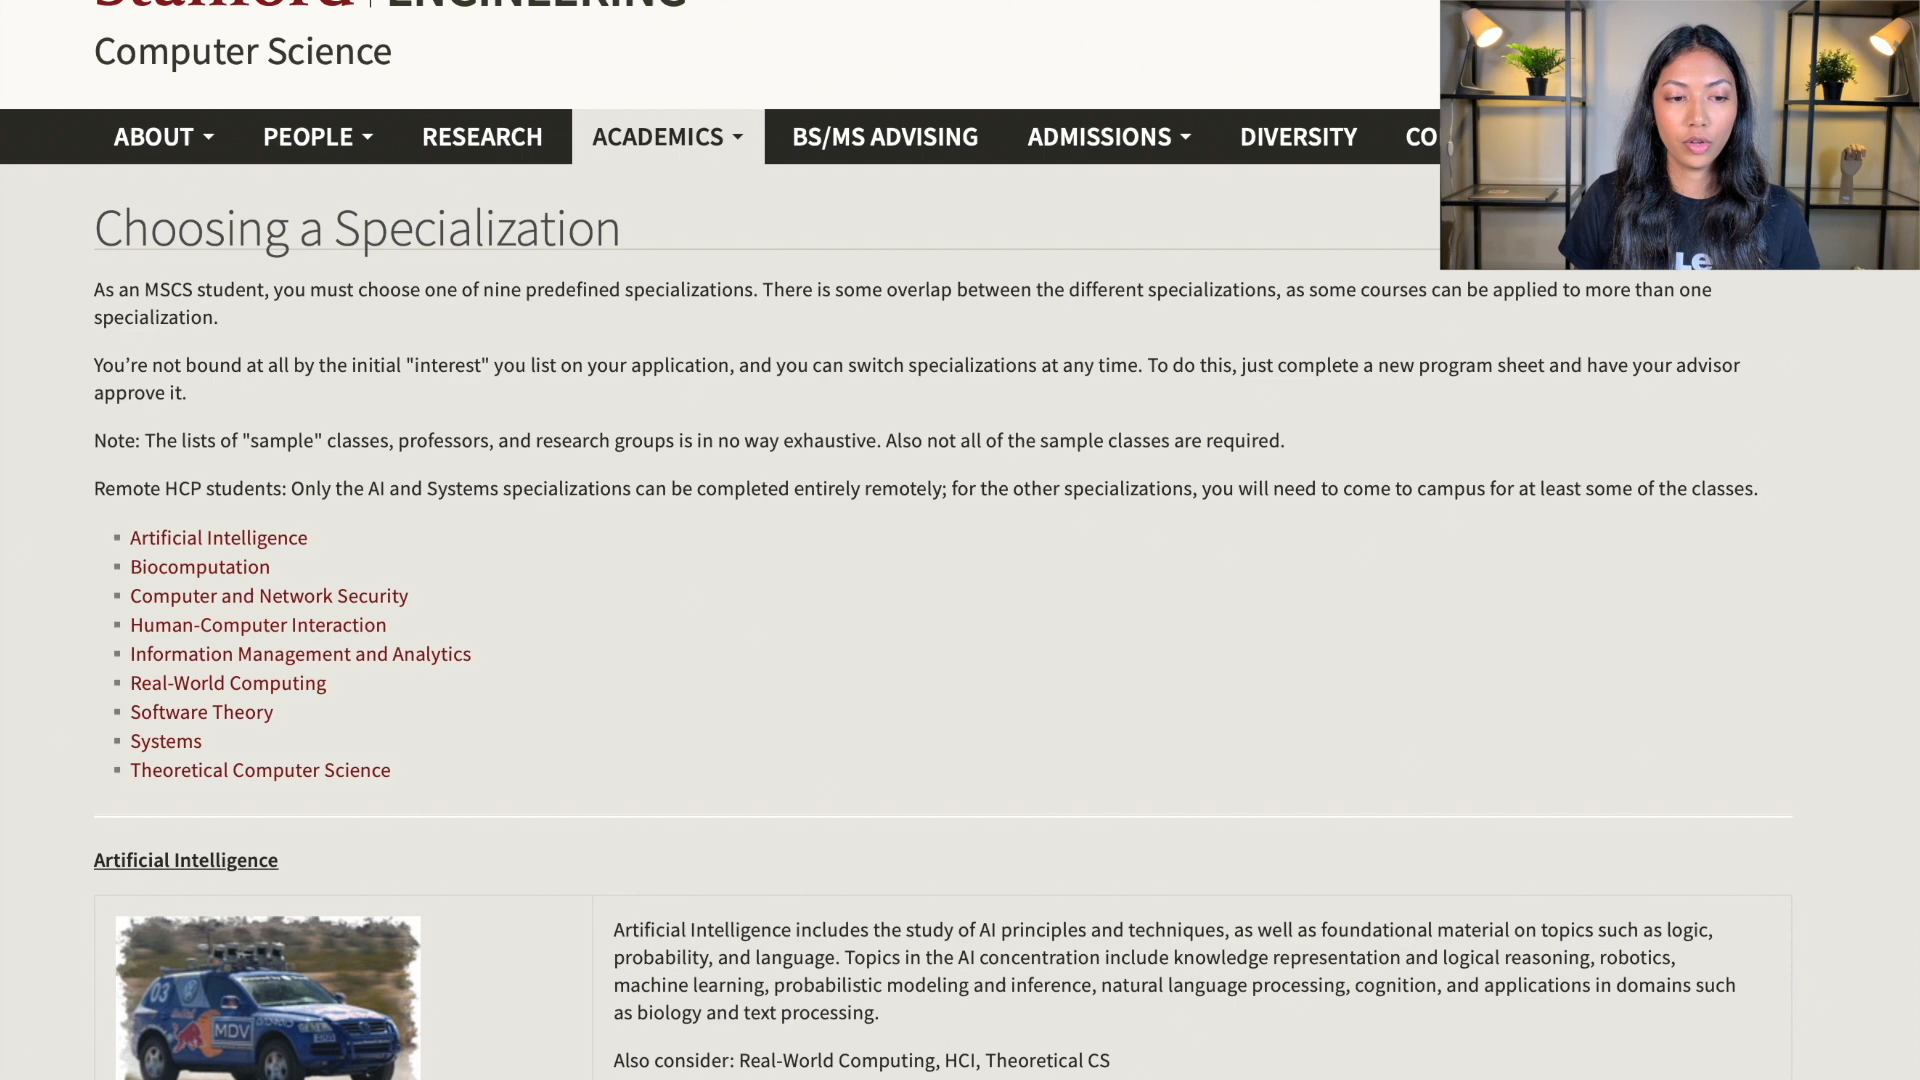 Stanford | ENGINEERING
Computer Science
ABOUT PEOPLE RESEARCH ACADEMICS BS/MS ADVISING ADMISSIONS DIVERSITY CO
Le
Choosing a Specialization
As an MSCS student, you must choose one of nine predefined specializations. There is some overlap between the different specializations, as some courses can be applied to more than one
specialization.
You’re not bound at all by the initial "interest" you list on your application, and you can switch specializations at any time. To do this, just complete a new program sheet and have your advisor
approve it.
Note: The lists of "sample" classes, professors, and research groups is in no way exhaustive. Also not all of the sample classes are required.
Remote HCP students: Only the AI and Systems specializations can be completed entirely remotely; for the other specializations, you will need to come to campus for at least some of the classes.
Artificial Intelligence
Biocomputation
Computer and Network Security
Human-Computer Interaction
Information Management and Analytics
Real-World Computing
Software Theory
Systems
Theoretical Computer Science
Artificial Intelligence
03
MDV
Artificial Intelligence includes the study of AI principles and techniques, as well as foundational material on topics such as logic,
probability, and language. Topics in the AI concentration include knowledge representation and logical reasoning, robotics,
machine learning, probabilistic modeling and inference, natural language processing, cognition, and applications in domains such
as biology and text processing.
Also consider: Real-World Computing, HCI, Theoretical CS